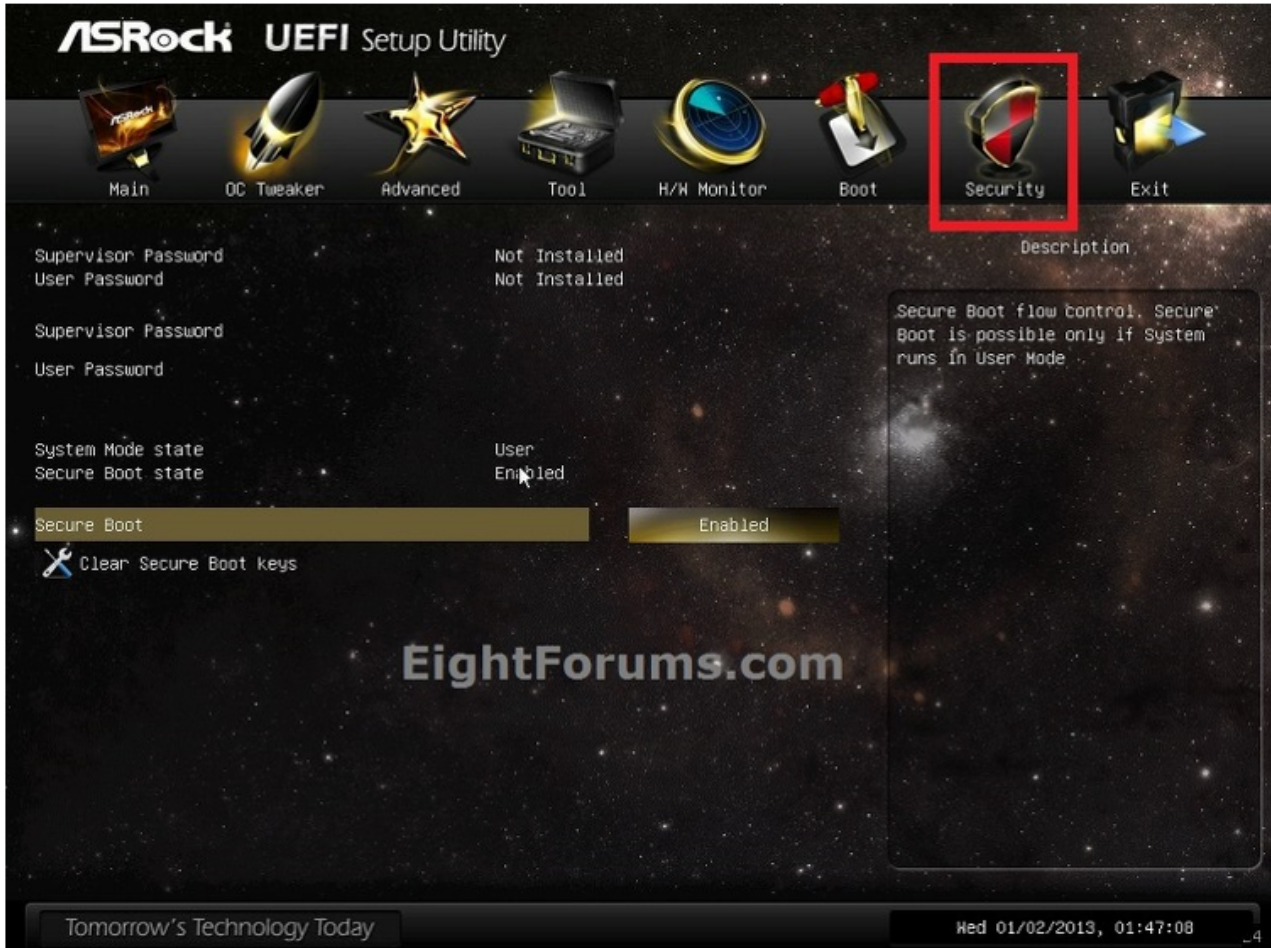 ASRock UEFI Setup Utility
ASRock
Main OC Tweaker Advanced Tool H/W Monitor Boot Security Exit
Supervisor Password Not Installed
User Password Not Installed
Supervisor Password
User Password
System Mode state User
Secure Boot state Enabled
Secure Boot Enabled
Clear Secure Boot keys
Description
Secure Boot flow control. Secure
Boot is possible only if System
runs in User Mode
EightForums.com
Tomorrow's Technology Today
Wed 01/02/2013, 01:47:08